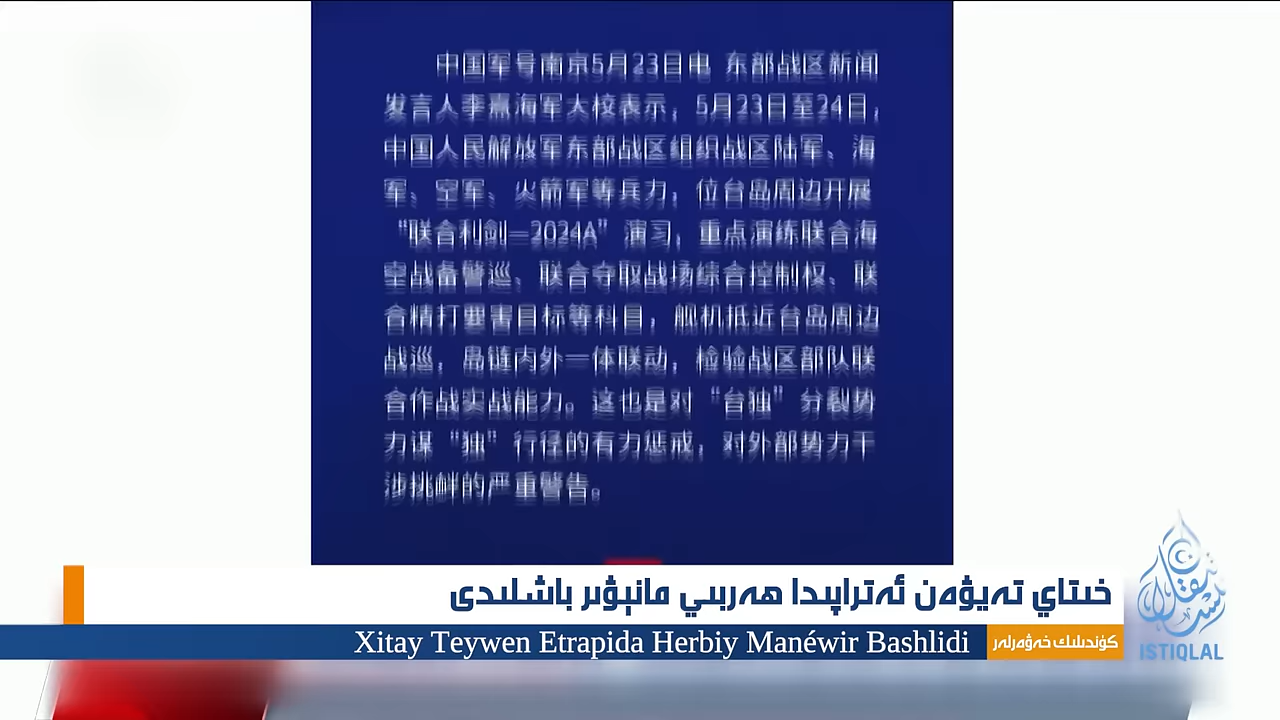 中国军号南京5月23日电 东部战区新闻
发言人李熹海军大校表示，5月23日至24日，
中国人民解放军东部战区组织战区陆军、海
军、空军、火箭军等兵力，位台岛周边开展
“联合利剑—2024A”演习，重点演练联合海
空战备警巡、联合夺取战场综合控制权、联
合精打要害目标等科目，舰机抵近台岛周边
战巡，岛链内外一体联动，检验战区部队联
合作战实战能力。这也是对“台独”分裂势
力谋“独”行径的有力惩戒，对外部势力干
涉挑衅的严重警告。
خىتاي تەيۋەن ئەتراپىدا ھەربىي مانېۋىر باشلىدى
Xitay Teywen Etrapida Herbiy Manéwir Bashlidi
كۈندىلىك خەۋەرلەر
ISTIQLAL